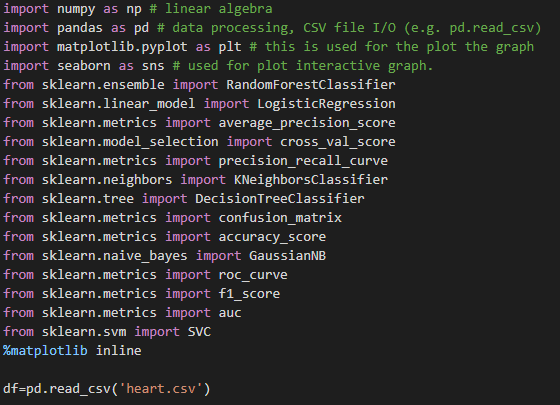 import numpy as np # linear algebra
import pandas as pd # data processing, CSV file I/O (e.g. pd.read_csv)
import matplotlib.pyplot as plt # this is used for the plot the graph
import seaborn as sns # used for plot interactive graph.
from sklearn.ensemble import RandomForestClassifier
from sklearn.linear_model import LogisticRegression
from sklearn.metrics import average_precision_score
from sklearn.model_selection import cross_val_score
from sklearn.metrics import precision_recall_curve
from sklearn.neighbors import KNeighborsClassifier
from sklearn.tree import DecisionTreeClassifier
from sklearn.metrics import confusion_matrix
from sklearn.metrics import accuracy_score
from sklearn.naive_bayes import GaussianNB
from sklearn.metrics import roc_curve
from sklearn.metrics import f1_score
from sklearn.metrics import auc
from sklearn.svm import SVC
%matplotlib inline
df=pd.read_csv('heart.csv')